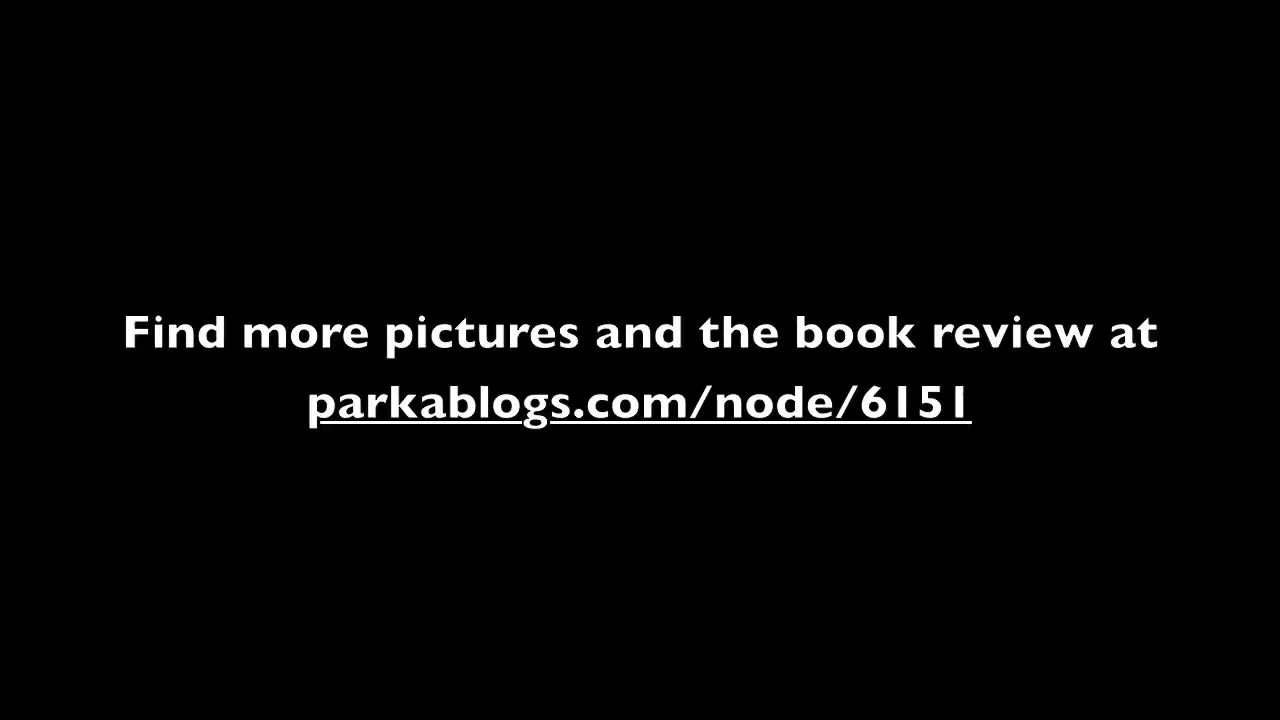 Find more pictures and the book review at
parkablogs.com/node/6151